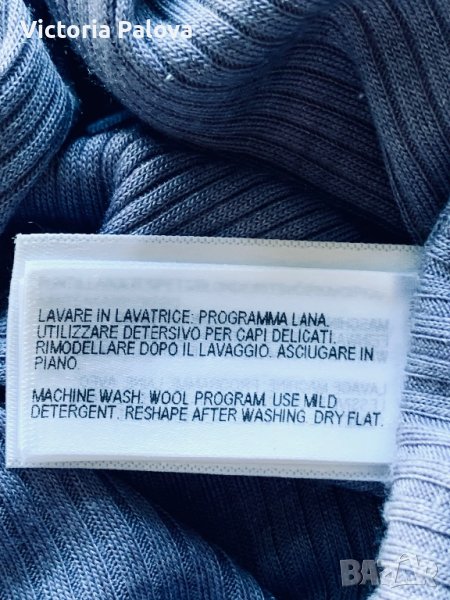 Victoria Palova
LAVARE IN LAVATRICE: PROGRAMMA LANA.
UTILIZZARE DETERSIVO PER CAPI DELICATI.
RIMODELLARE DOPO IL LAVAGGIO. ASCIUGARE IN
PIANO.
MACHINE WASH: WOOL PROGRAM. USE MILD
DETERGENT. RESHAPE AFTER WASHING. DRY FLAT.
bazar